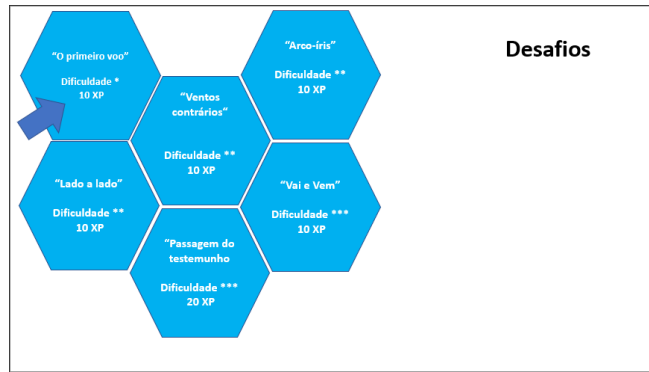 Desafios
“O primeiro voo”
Dificuldade *
10 XP
“Ventos
contrários”
Dificuldade **
10 XP
“Arco-íris”
Dificuldade **
10 XP
“Lado a lado”
Dificuldade **
10 XP
“Passagem do
testemunho
Dificuldade ***
20 XP
“Vai e Vem”
Dificuldade ***
10 XP